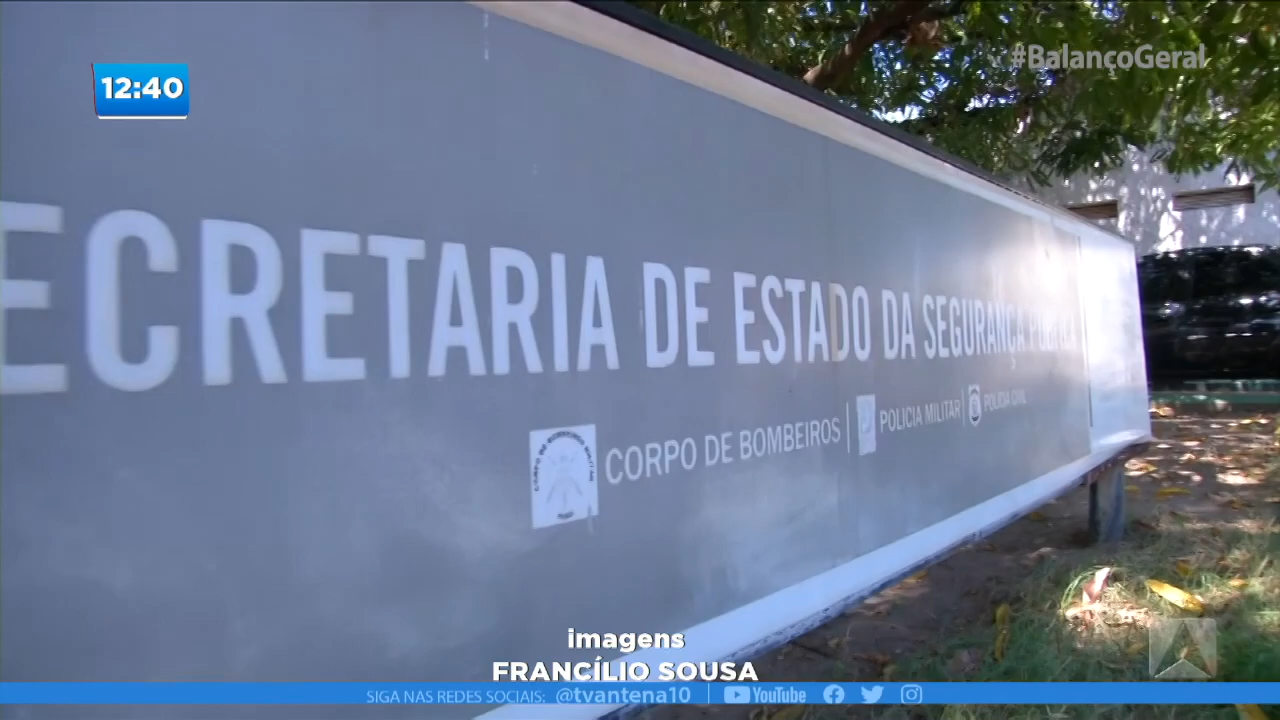 #BalançoGeral
12:40
ECRETARIA DE ESTADO DA SEGURANÇA PÚBLICA
CORPO DE BOMBEIROS | POLICIA MILITAR | POLICIA CIVIL
imagens
FRANCÍLIO SOUSA
SIGA NAS REDES SOCIAIS: @tvantena10 | YouTube